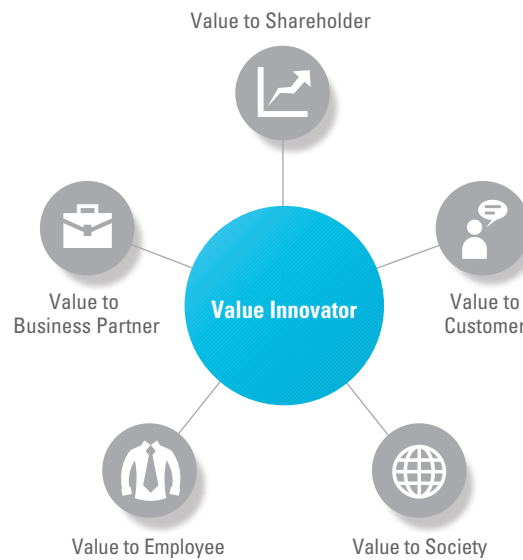 Value to Shareholder
Value to
Business Partner
Value Innovator
Value to
Customer
Value to Employee
Value to Society